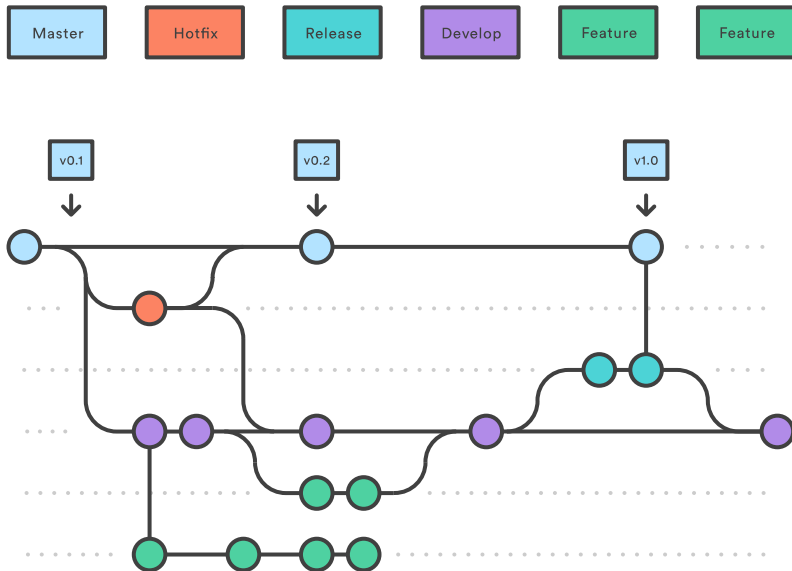 Master
Hotfix
Release
Develop
Feature
Feature
v0.1
v0.2
v1.0